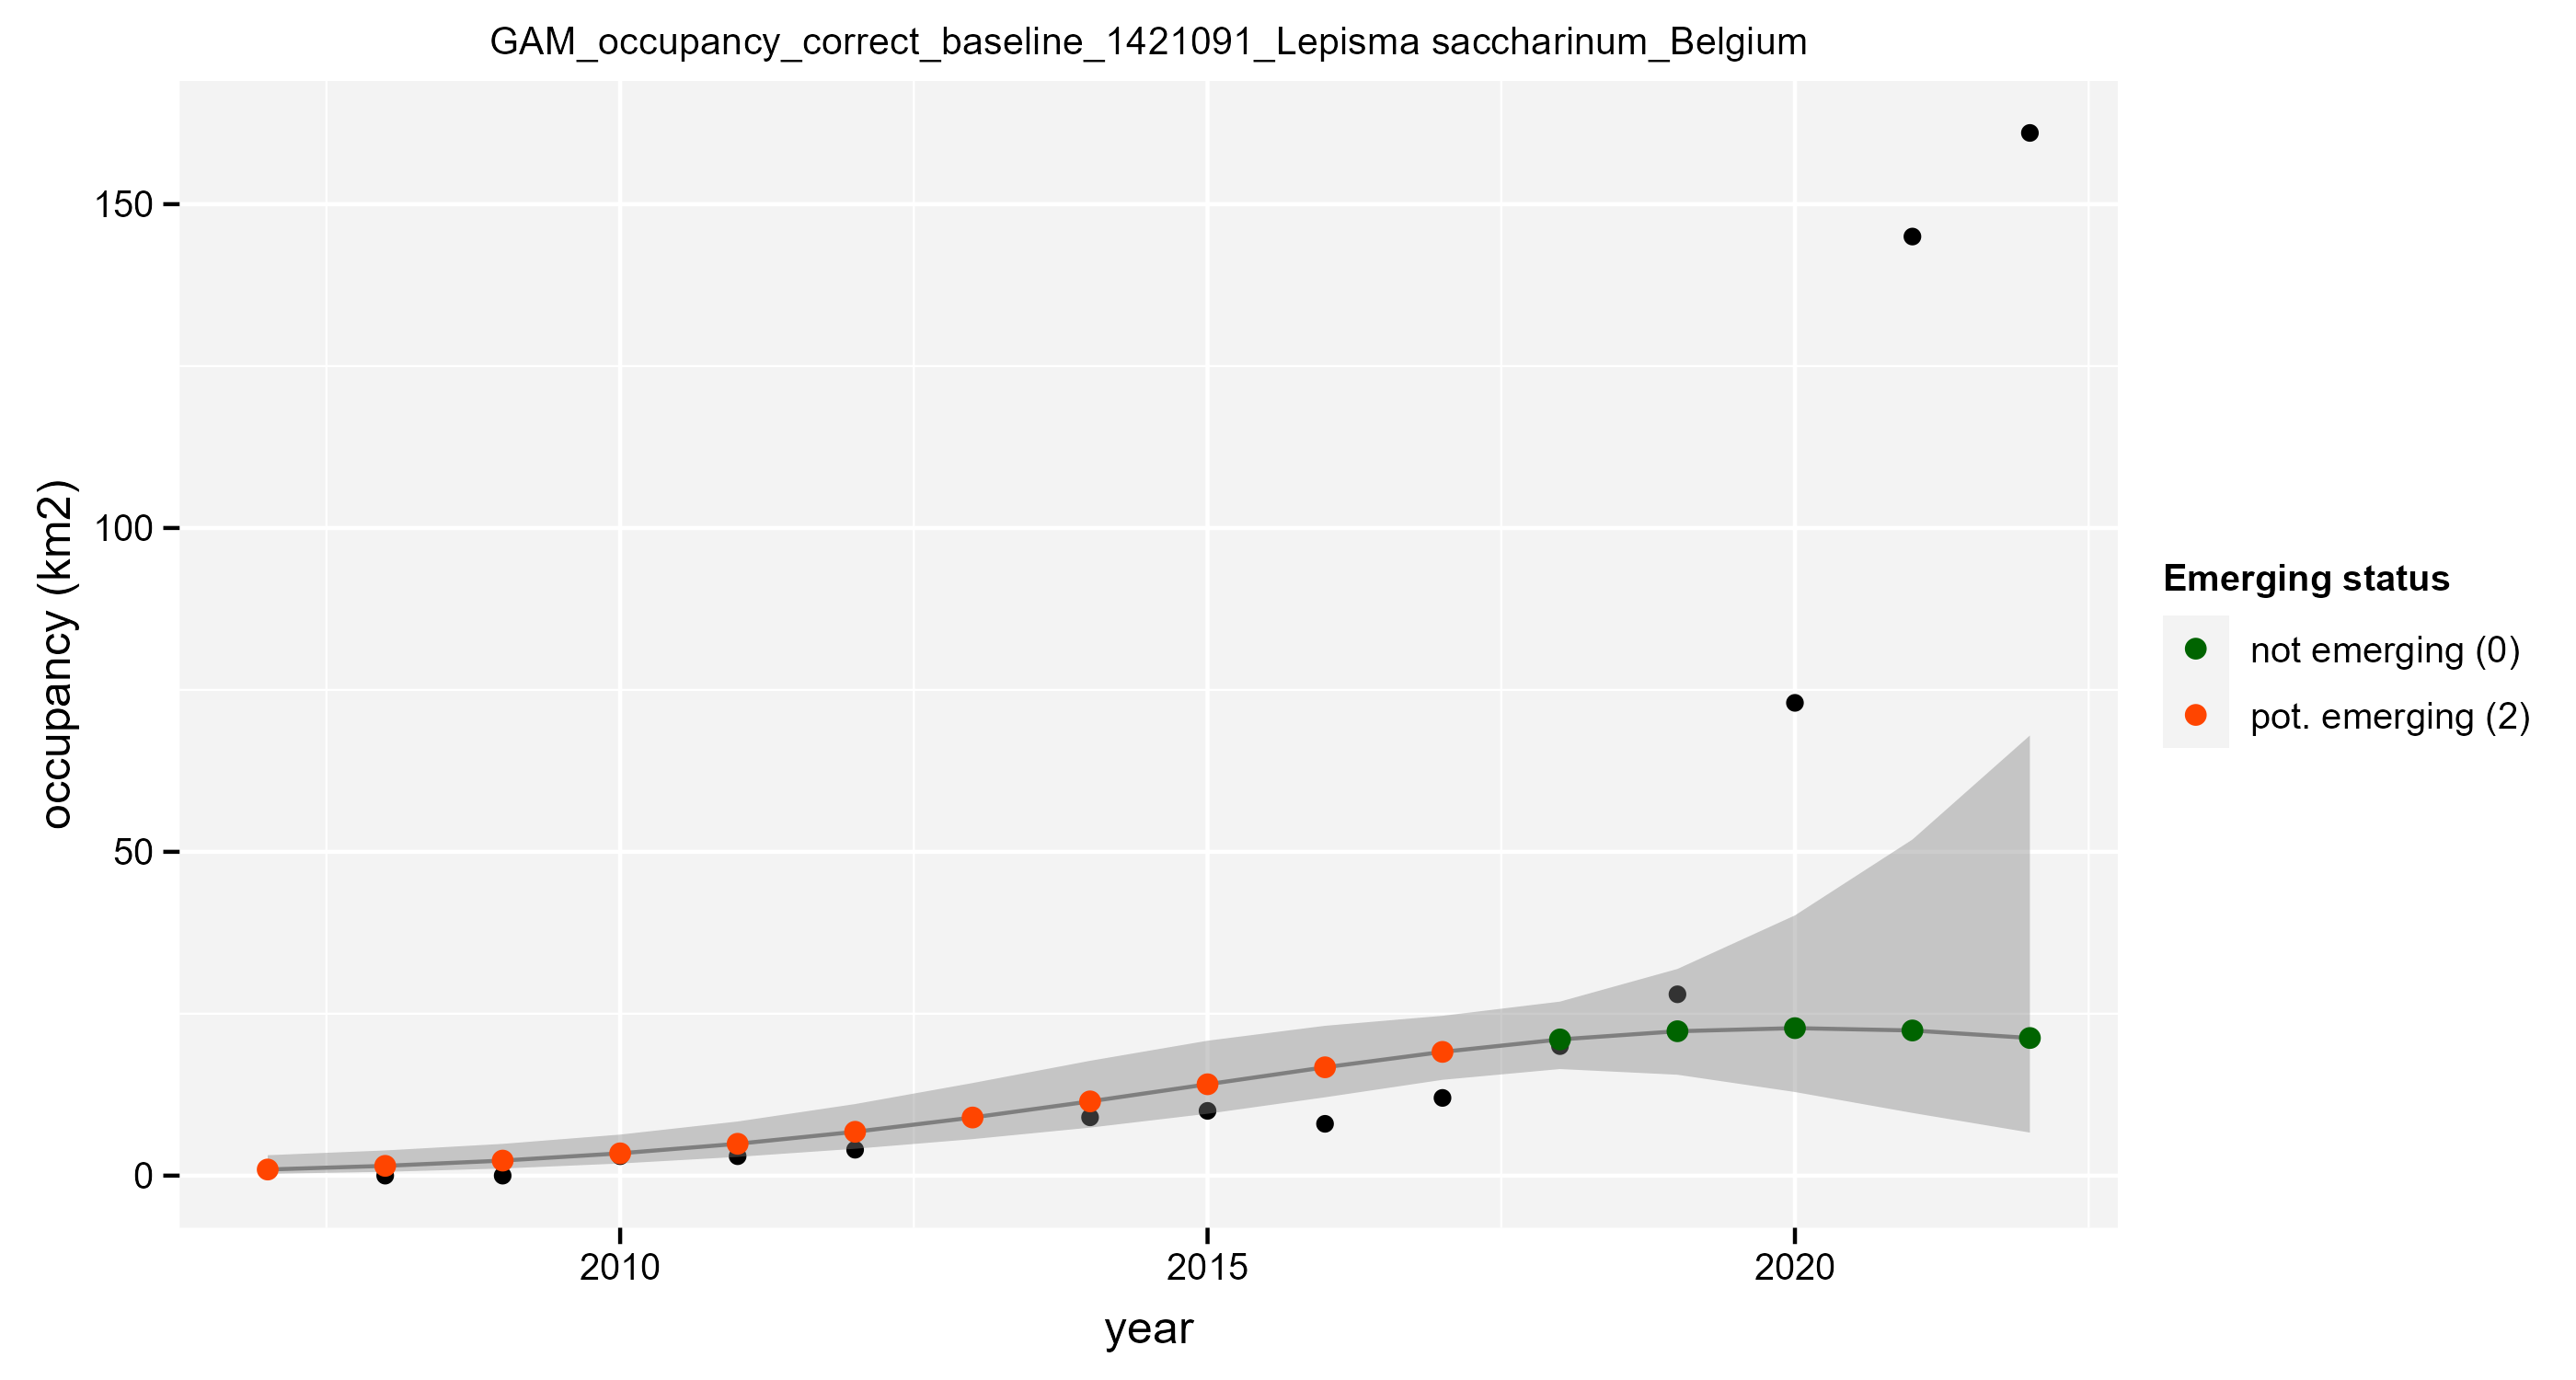 GAM_occupancy_correct_baseline_1421091_Lepisma saccharinum_Belgium
occupancy (km2)
150
100
50
0
2010
2015
2020
year
Emerging status
not emerging (0)
pot. emerging (2)